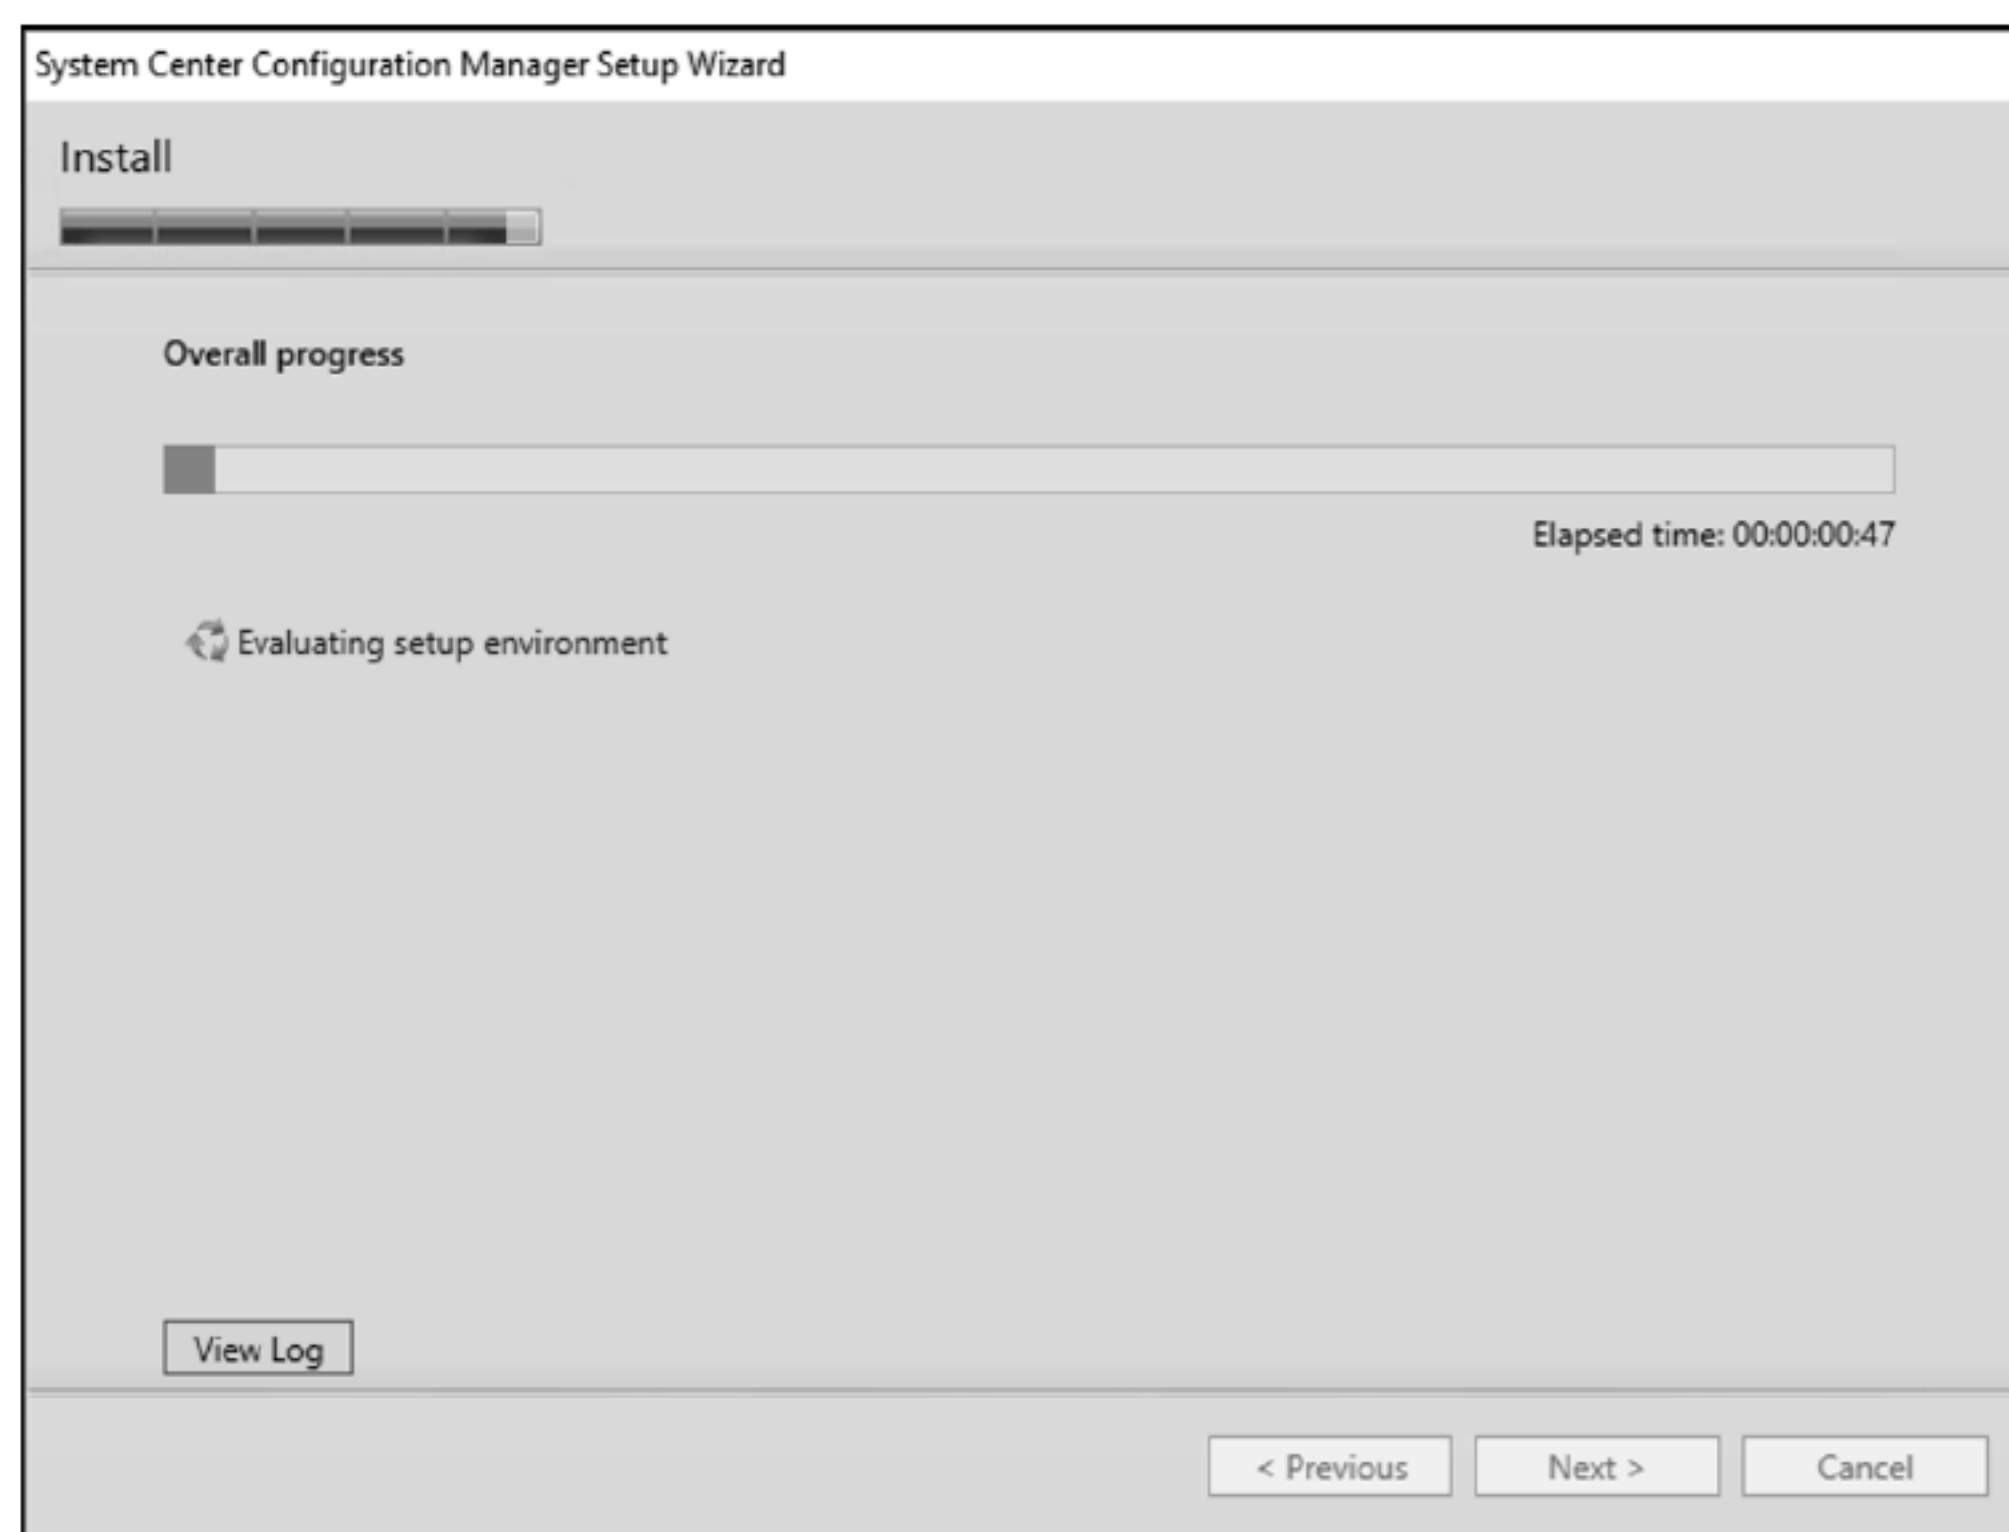 System Center Configuration Manager Setup Wizard
Install
Overall progress
Elapsed time: 00:00:00:47
Evaluating setup environment
View Log
< Previous Next > Cancel